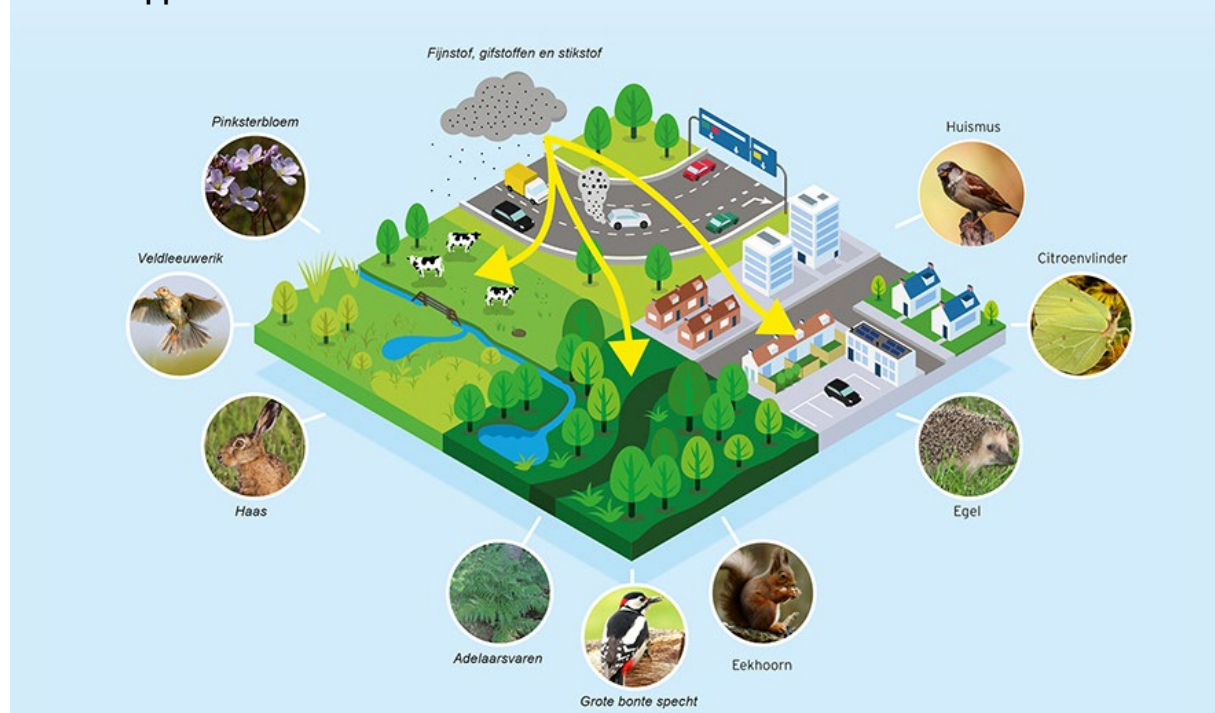 Fijnstof, gifstoffen en stikstof
Pinksterbloem
Huismus
Veldleeuwerik
Citroenvlinder
Haas
Egel
Adelaarsvaren
Eekhoorn
Grote bonte specht